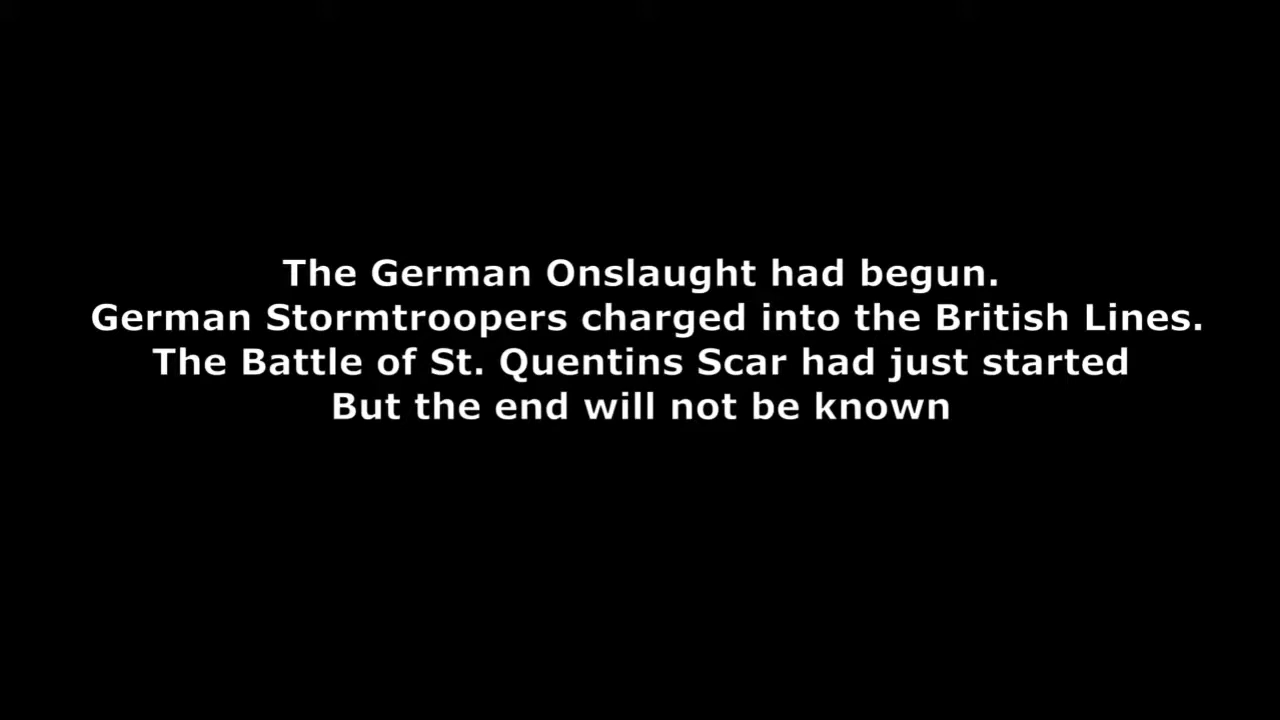 The German Onslaught had begun.
German Stormtroopers charged into the British Lines.
The Battle of St. Quentins Scar had just started
But the end will not be known